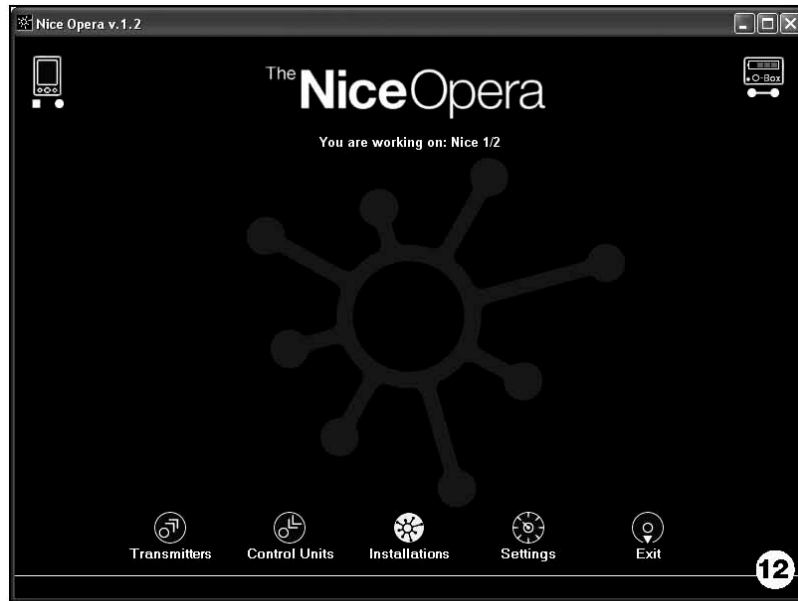 Nice Opera v.1.2
The NiceOpera
O-Box
You are working on: Nice 1/2
Transmitters Control Units Installations Settings Exit
12